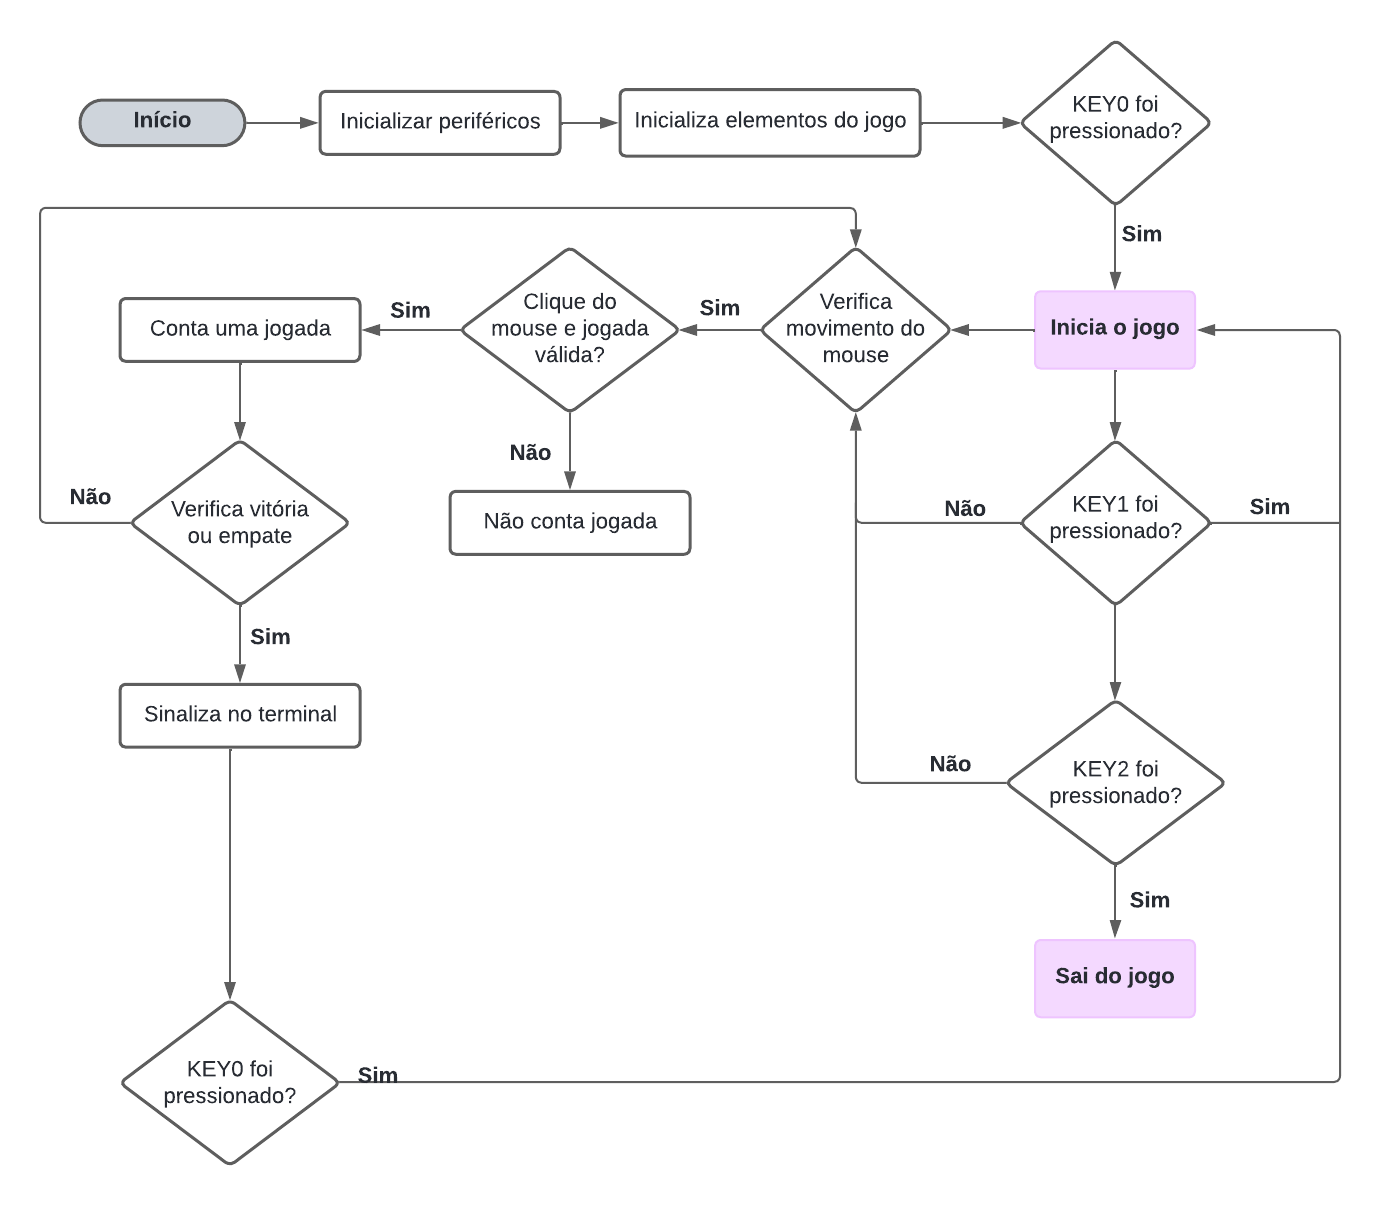 Início
Inicializar periféricos
Inicializa elementos do jogo
KEY0 foi
pressionado?
Sim
Inicia o jogo
Verifica
movimento do
mouse
Sim
Clique do
mouse e jogada
válida?
Sim
Conta uma jogada
Não
Não conta jogada
Não
Verifica vitória
ou empate
Sim
Sinaliza no terminal
Não
KEY1 foi
pressionado?
Sim
Não
KEY2 foi
pressionado?
Sim
Sai do jogo
KEY0 foi
pressionado?
Sim